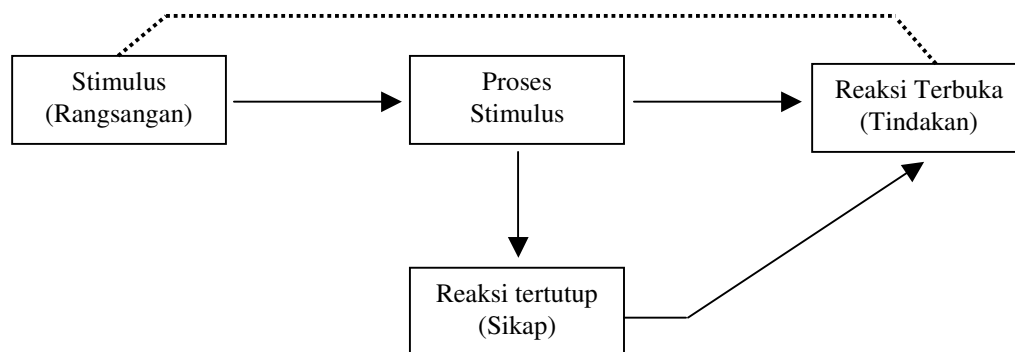 Stimulus
(Rangsangan)
Proses
Stimulus
Reaksi Terbuka
(Tindakan)
Reaksi tertutup
(Sikap)